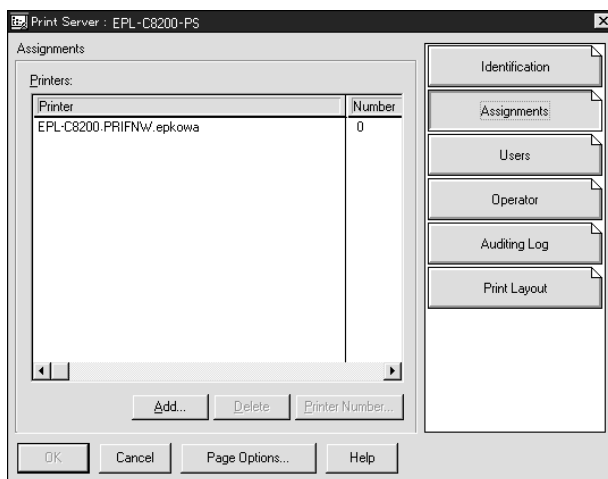 Print Server : EPL-C8200-PS
Assignments
Printers:
Printer Number
EPL-C8200.PRIFNW.epkowa 0
Add... Delete Printer Number...
OK Cancel Page Options... Help
Identification
Assignments
Users
Operator
Auditing Log
Print Layout